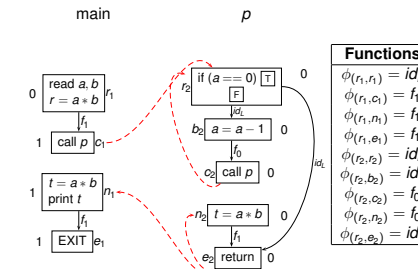 main
p
0
read a, b
r = a ∗ b
r₁
f₁
1
call p
c₁
1
t = a ∗ b
print t
n₁
f₁
1
EXIT
e₁
r₂
if (a == 0)
T
F
0
id_L
b₂
a = a − 1
0
f₀
c₂
call p
0
id_L
n₂
t = a ∗ b
0
f₁
e₂
return
0
Functions
ϕ(r₁,r₁) = id
ϕ(r₁,c₁) = f₁
ϕ(r₁,n₁) = f₁
ϕ(r₁,e₁) = f₁
ϕ(r₂,r₂) = id
ϕ(r₂,b₂) = id
ϕ(r₂,c₂) = f₀
ϕ(r₂,n₂) = f₀
ϕ(r₂,e₂) = id